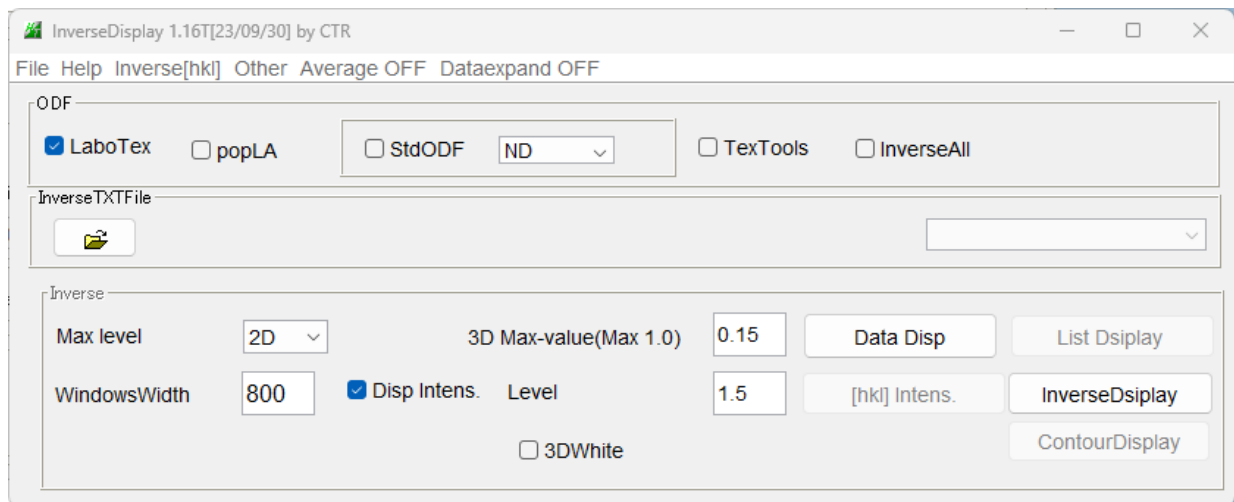 InverseDisplay 1.16T[23/09/30] by CTR
File Help Inverse[hkl] Other Average OFF Dataexpand OFF
ODF
LaboTex popLA StdODF ND TexTools InverseAll
InverseTXTFile
Inverse
Max level 2D 3D Max-value(Max 1.0) 0.15 Data Disp List Dsiplay
WindowsWidth 800 Disp Intens. Level 1.5 [hkl] Intens. InverseDsiplay
3DWhite ContourDisplay